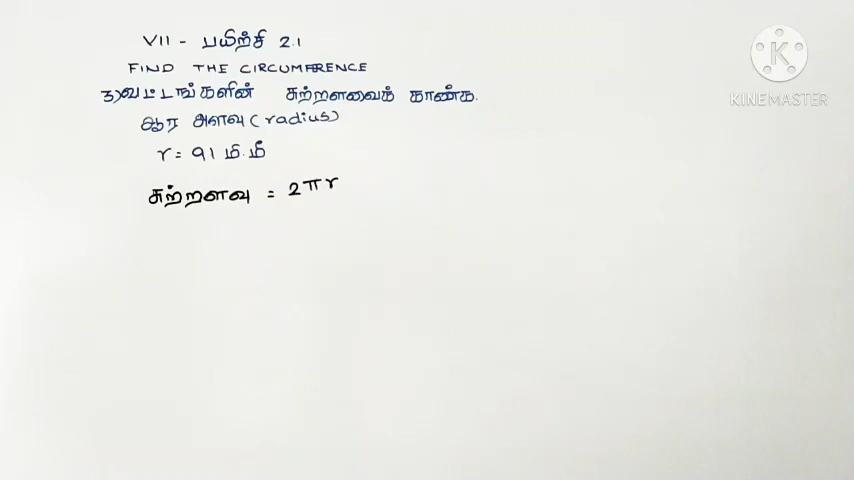 VII - பயிற்சி 2.1
FIND THE CIRCUMFERENCE
3) வட்டங்களின் சுற்றளவைக் காண்க.
ஆர அளவு (radius)
r = 91 மி.மீ
சுற்றளவு = 2πr
KINEMASTER